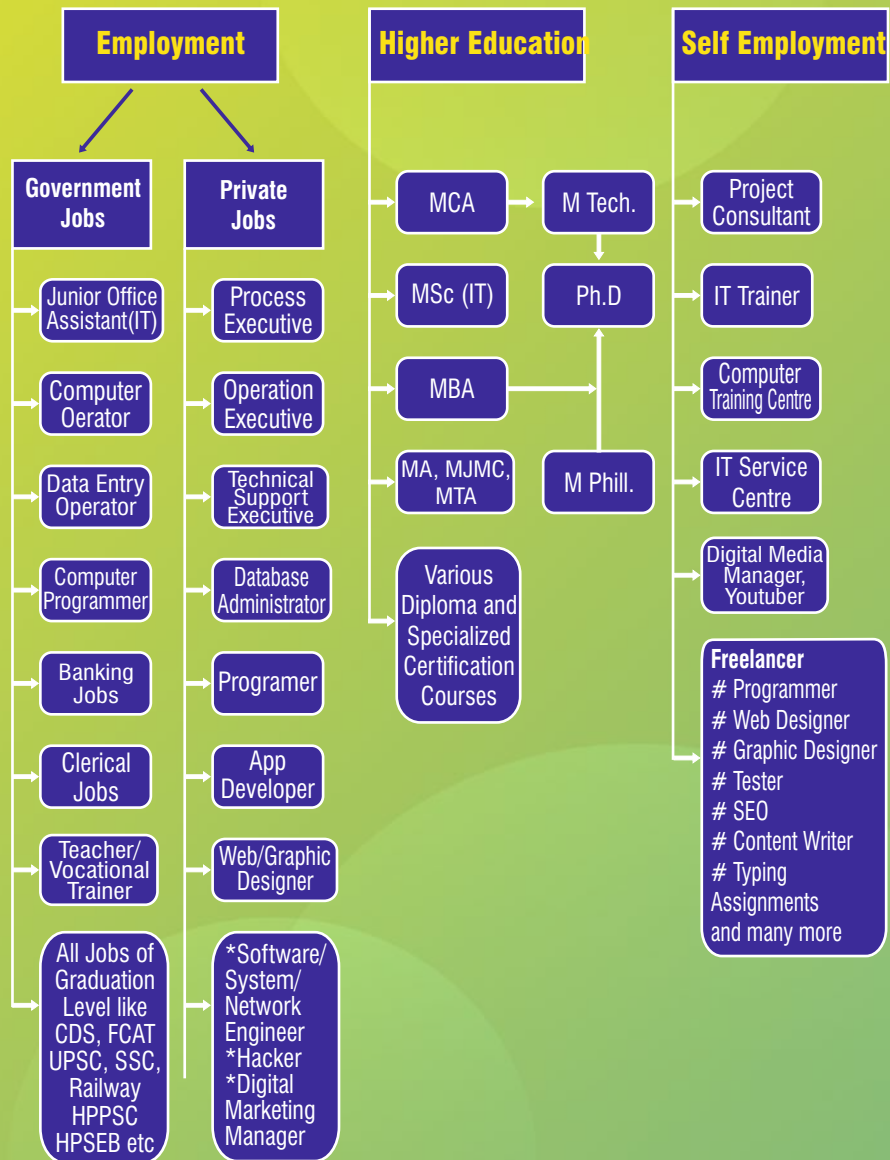 Employment
Government
Jobs
Junior Office
Assistant(IT)
Computer
Oerator
Data Entry
Operator
Computer
Programmer
Banking
Jobs
Clerical
Jobs
Teacher/
Vocational
Trainer
All Jobs of
Graduation
Level like
CDS, FCAT
UPSC, SSC,
Railway
HPPSC
HPSEB etc
Private
Jobs
Process
Executive
Operation
Executive
Technical
Support
Executive
Database
Administrator
Programer
App
Developer
Web/Graphic
Designer
*Software/
System/
Network
Engineer
*Hacker
*Digital
Marketing
Manager
Higher Education
MCA
M Tech.
MSc (IT)
Ph.D
MBA
MA, MJMC,
MTA
M Phill.
Various
Diploma and
Specialized
Certification
Courses
Self Employment
Project
Consultant
IT Trainer
Computer
Training Centre
IT Service
Centre
Digital Media
Manager,
Youtuber
Freelancer
# Programmer
# Web Designer
# Graphic Designer
# Tester
# SEO
# Content Writer
# Typing
Assignments
and many more